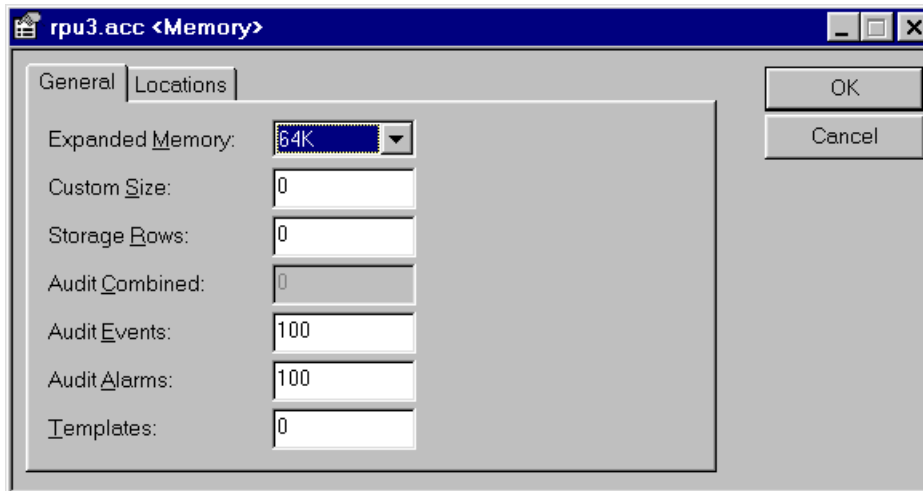 rpu3.acc <Memory>
General Locations
OK
Cancel
Expanded Memory: 64K
Custom Size: 0
Storage Rows: 0
Audit Combined: 0
Audit Events: 100
Audit Alarms: 100
Templates: 0